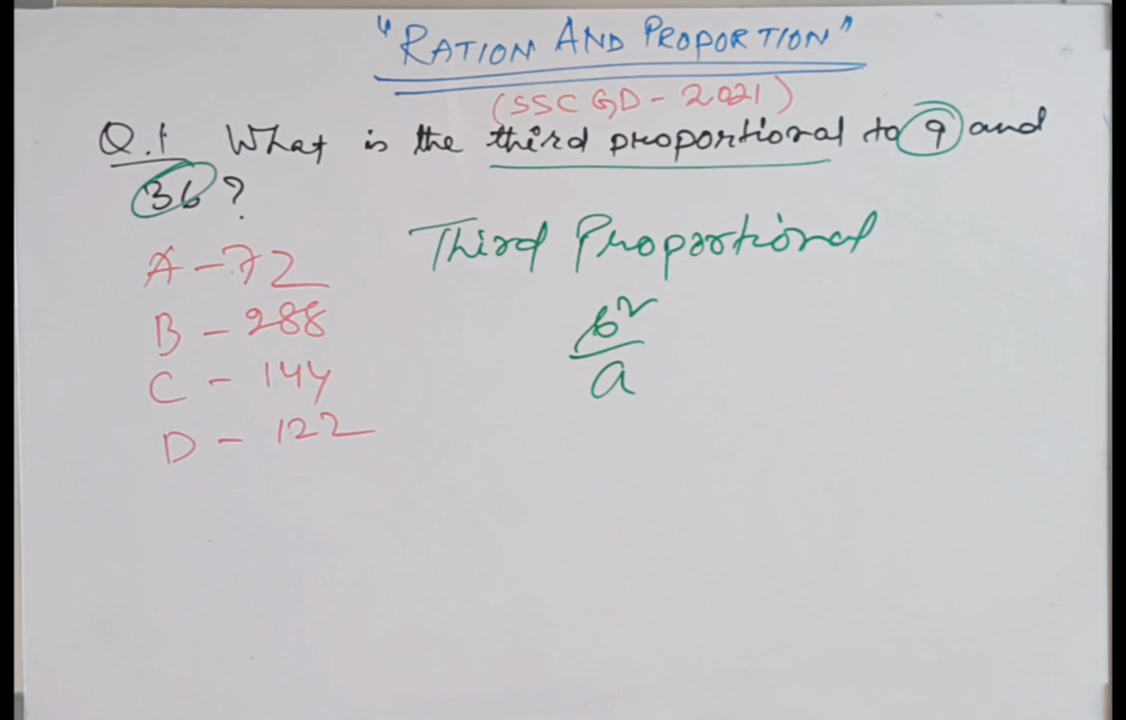 "RATION AND PROPORTION"
(SSC GD - 2021)
Q.1 What is the third proportional to 9 and
36?
Third Proportional
A - 72
B - 288
C - 144
D - 122
b²
a